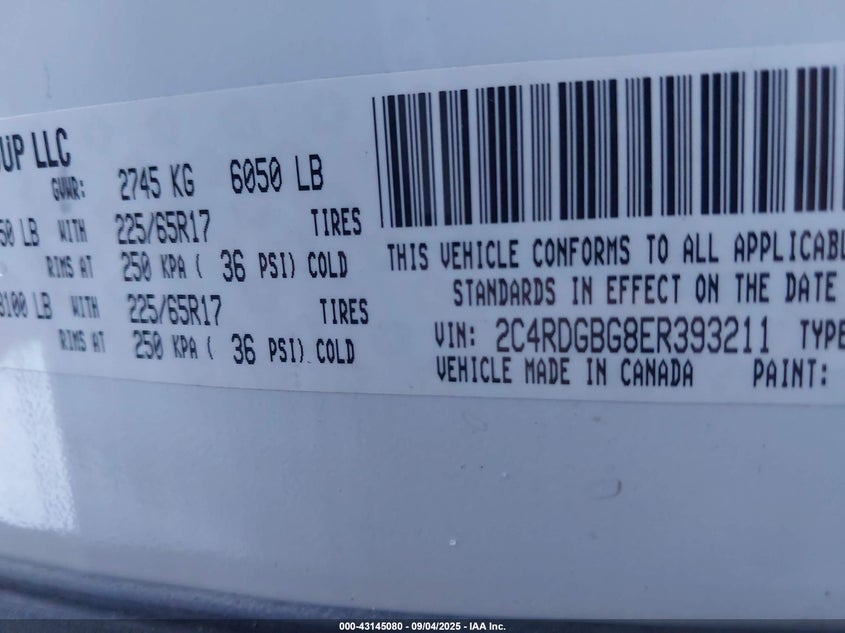 UP LLC
GVWR: 2745 KG 6050 LB
50 LB WITH 225/65R17 TIRES
RIMS AT 250 KPA ( 36 PSI) COLD
3100 LB WITH 225/65R17 TIRES
RIMS AT 250 KPA ( 36 PSI) COLD
THIS VEHICLE CONFORMS TO ALL APPLICABL
STANDARDS IN EFFECT ON THE DATE
VIN: 2C4RDGBG8ER393211 TYPE
VEHICLE MADE IN CANADA PAINT:
000-43145080 - 09/04/2025 - IAA Inc.